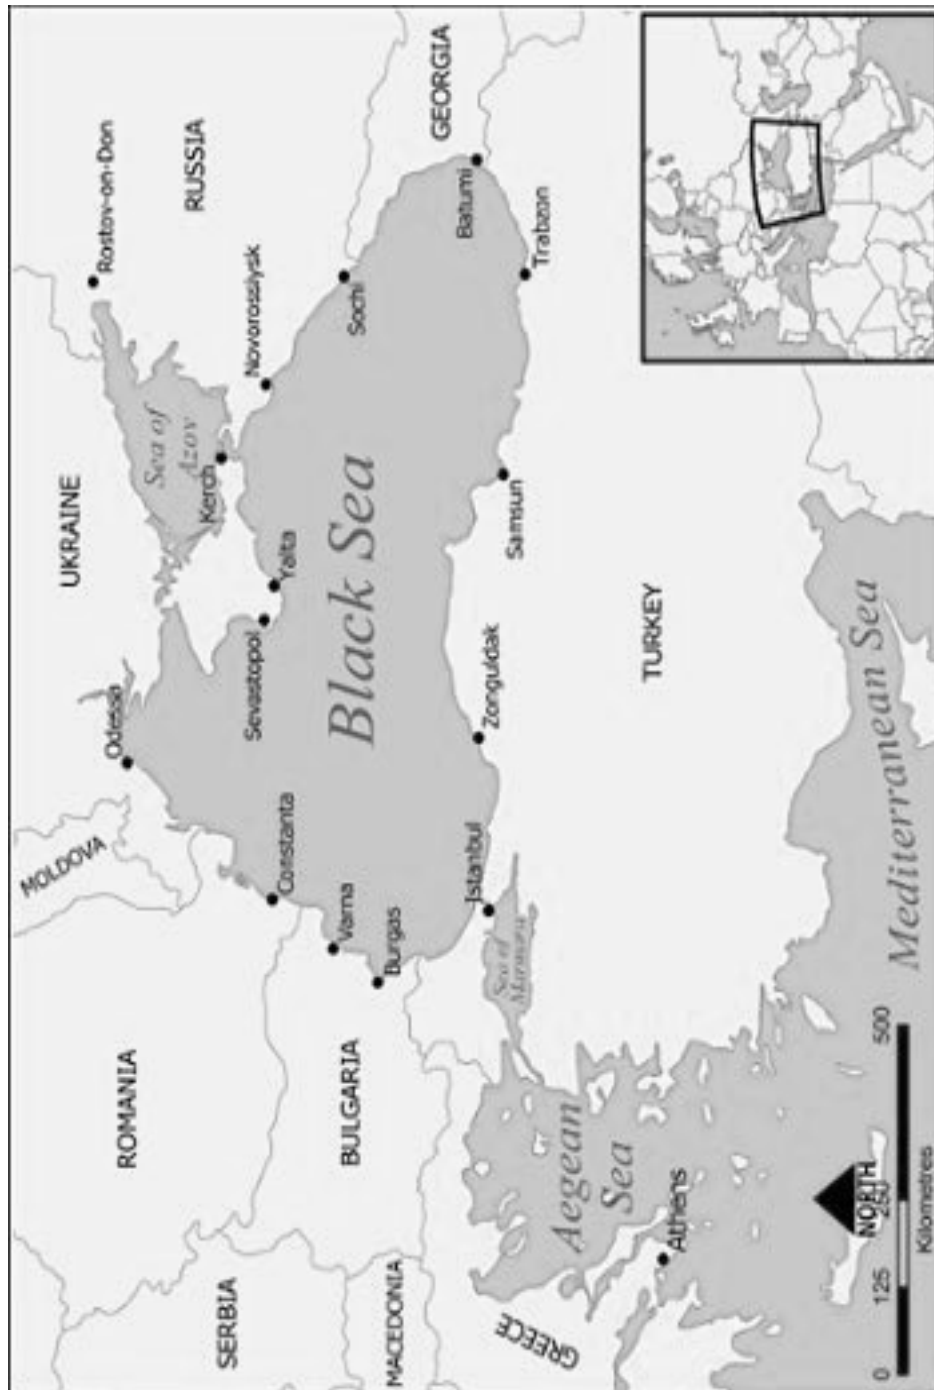 MOLDOVA
UKRAINE
Rostov-on-Don
Odessa
ROMANIA
Sea of
Azov
RUSSIA
Kerch
SERBIA
Sevastopol
Novorossiysk
Constanta
Yalta
Varna
BULGARIA
Black Sea
Sochi
Burgas
MACEDONIA
GEORGIA
Batumi
Istanbul
Zonguldak
Sea of
Marmara
Samsun
Trabzon
GREECE
Aegean
Sea
TURKEY
Athens
Mediterranean Sea
NORTH
0 125 250 500
Kilometres